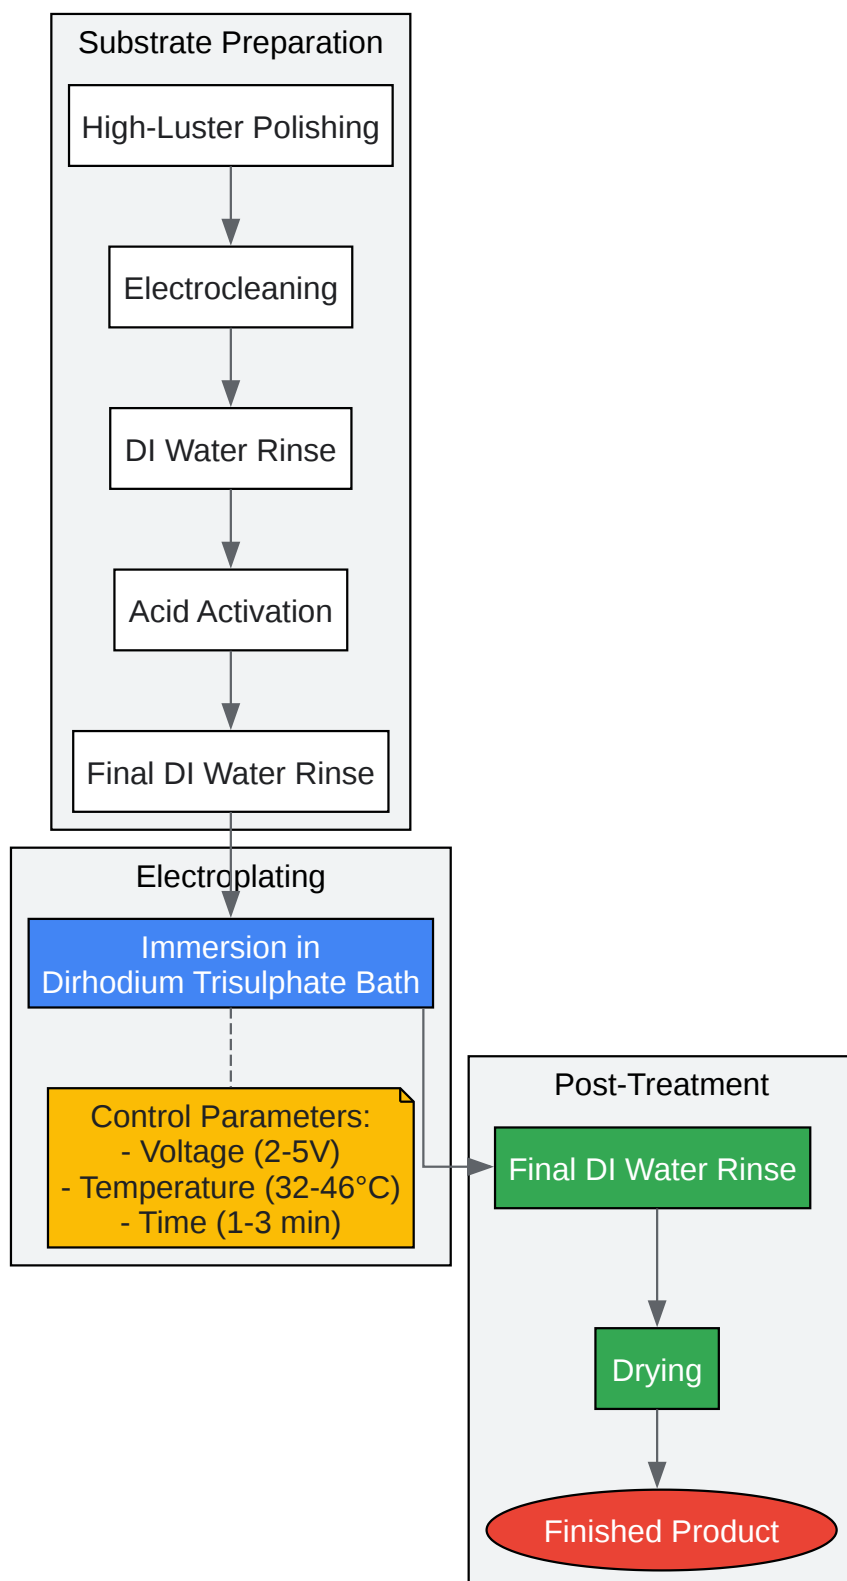 Substrate Preparation
High-Luster Polishing
Electrocleaning
DI Water Rinse
Acid Activation
Final DI Water Rinse
Electroplating
Immersion in
Dirhodium Trisulphate Bath
Control Parameters:
- Voltage (2-5V)
- Temperature (32-46°C)
- Time (1-3 min)
Post-Treatment
Final DI Water Rinse
Drying
Finished Product